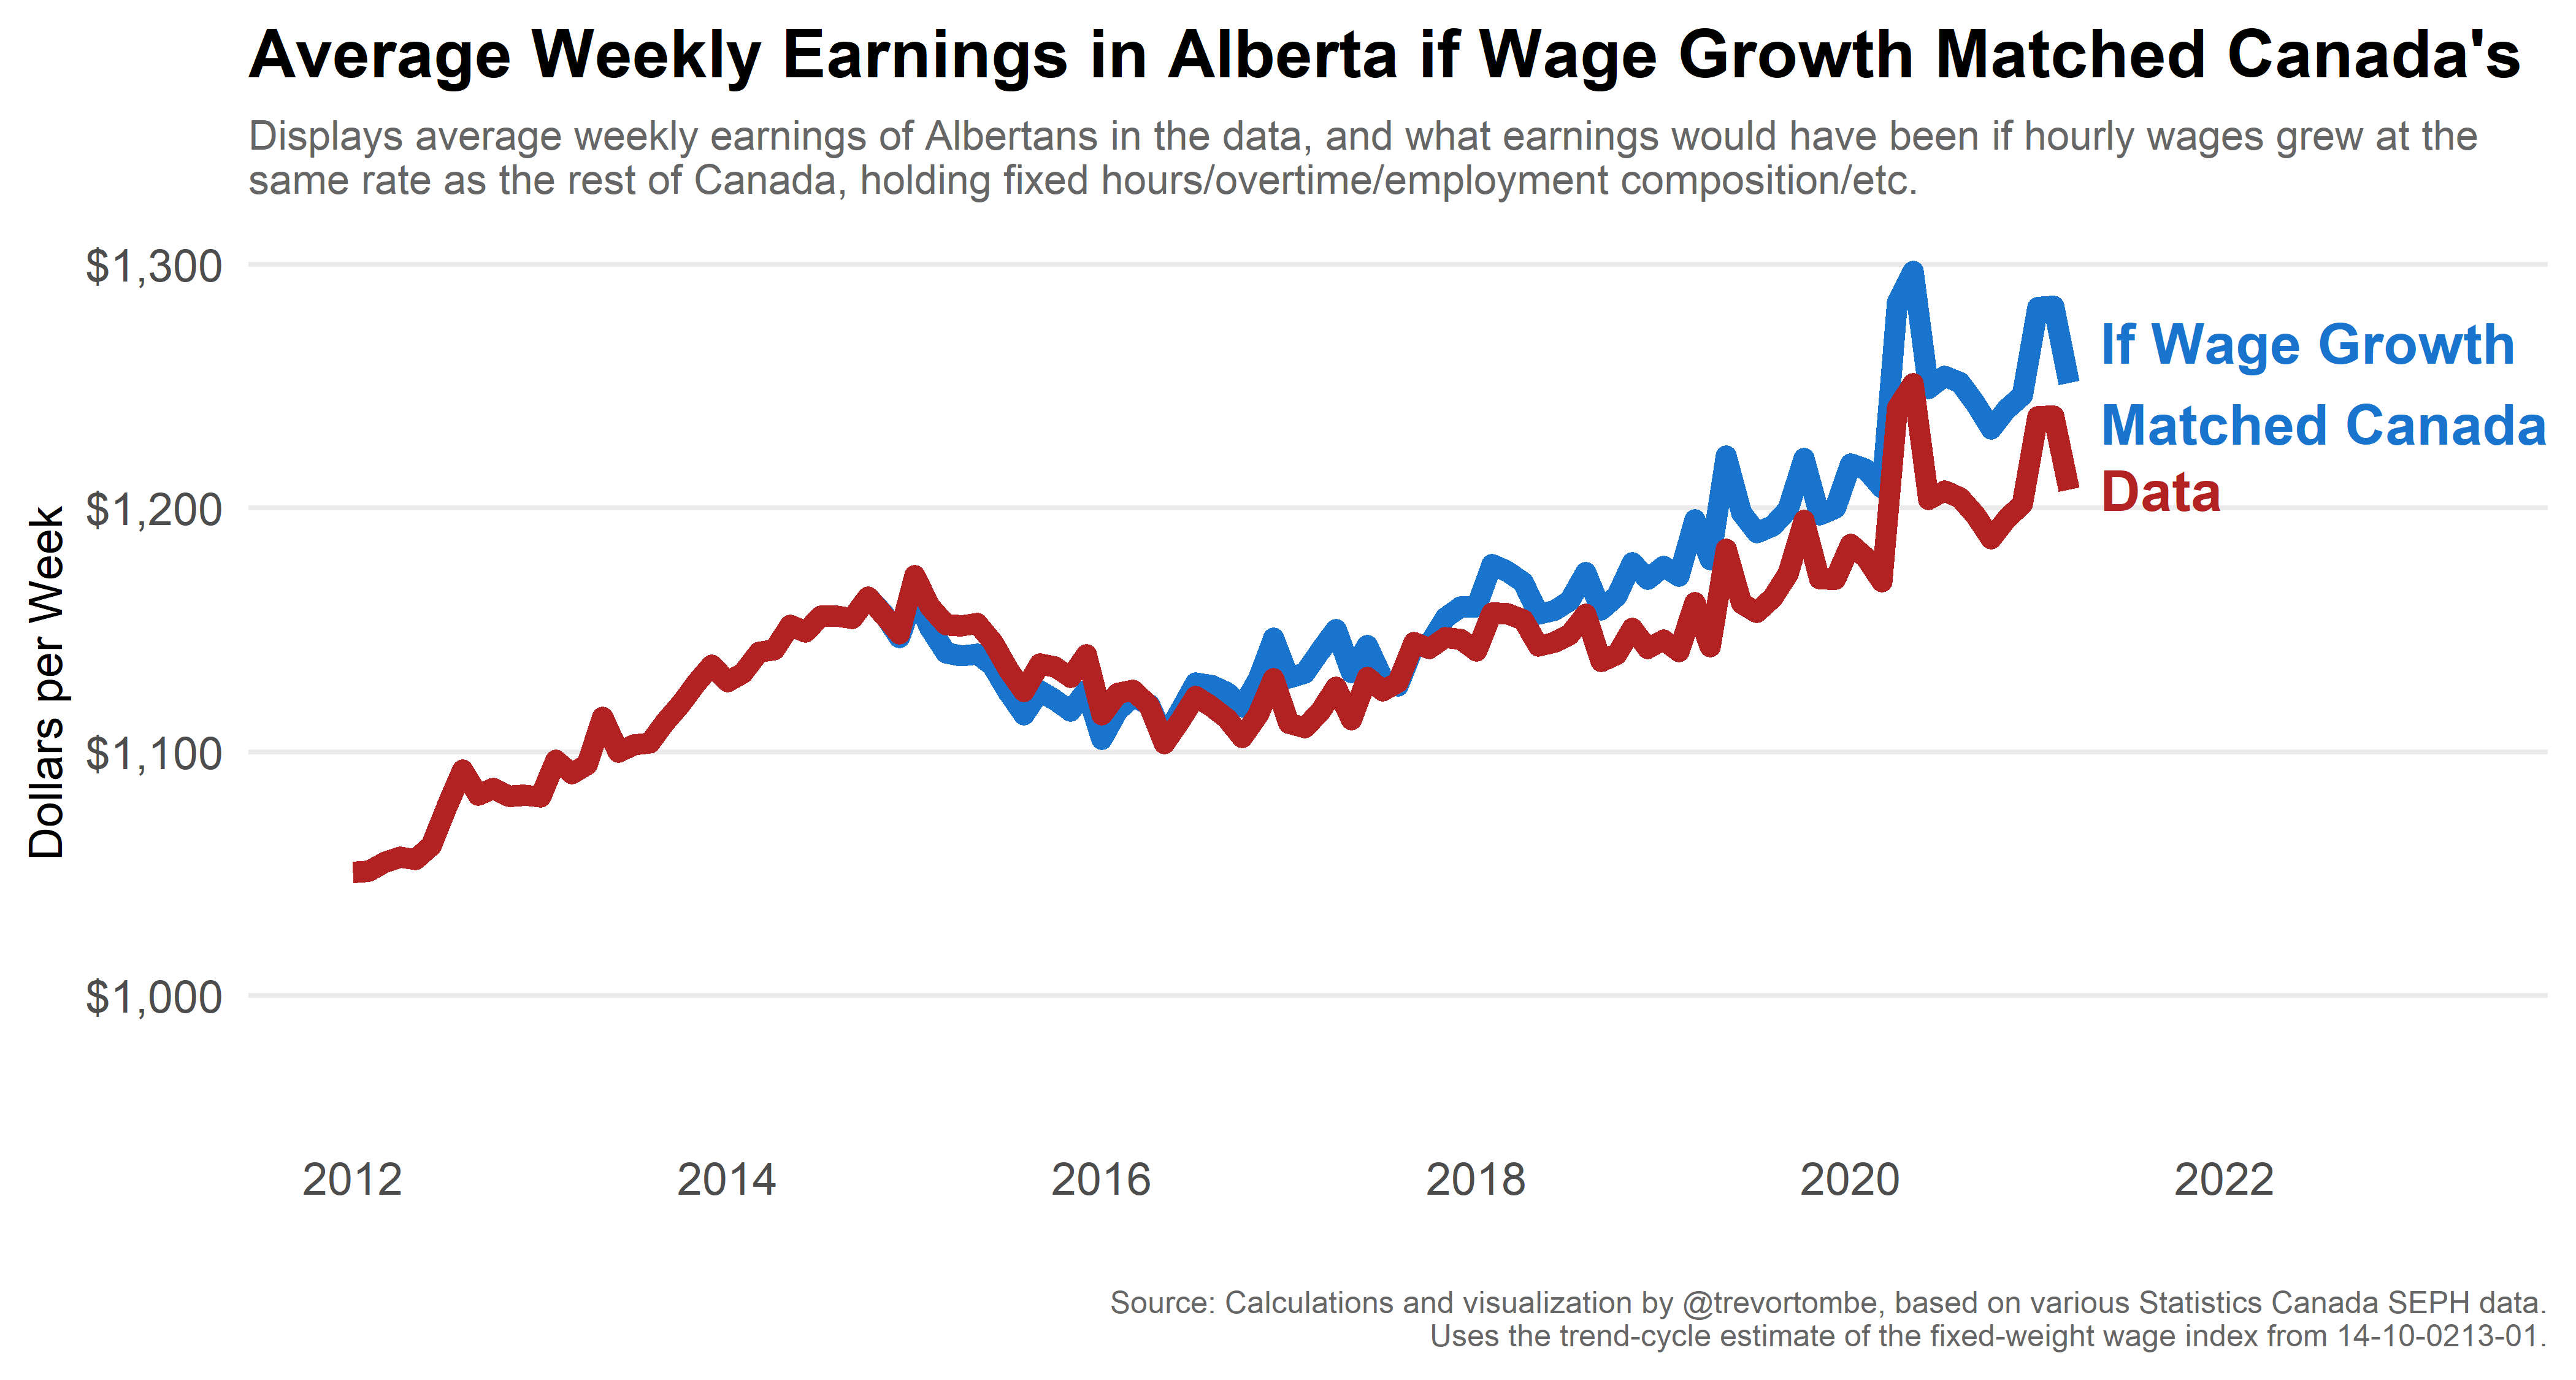 Average Weekly Earnings in Alberta if Wage Growth Matched Canada's
Displays average weekly earnings of Albertans in the data, and what earnings would have been if hourly wages grew at the
same rate as the rest of Canada, holding fixed hours/overtime/employment composition/etc.
Dollars per Week
$1,300
$1,200
$1,100
$1,000
If Wage Growth
Matched Canada
Data
2012
2014
2016
2018
2020
2022
Source: Calculations and visualization by @trevortombe, based on various Statistics Canada SEPH data.
Uses the trend-cycle estimate of the fixed-weight wage index from 14-10-0213-01.